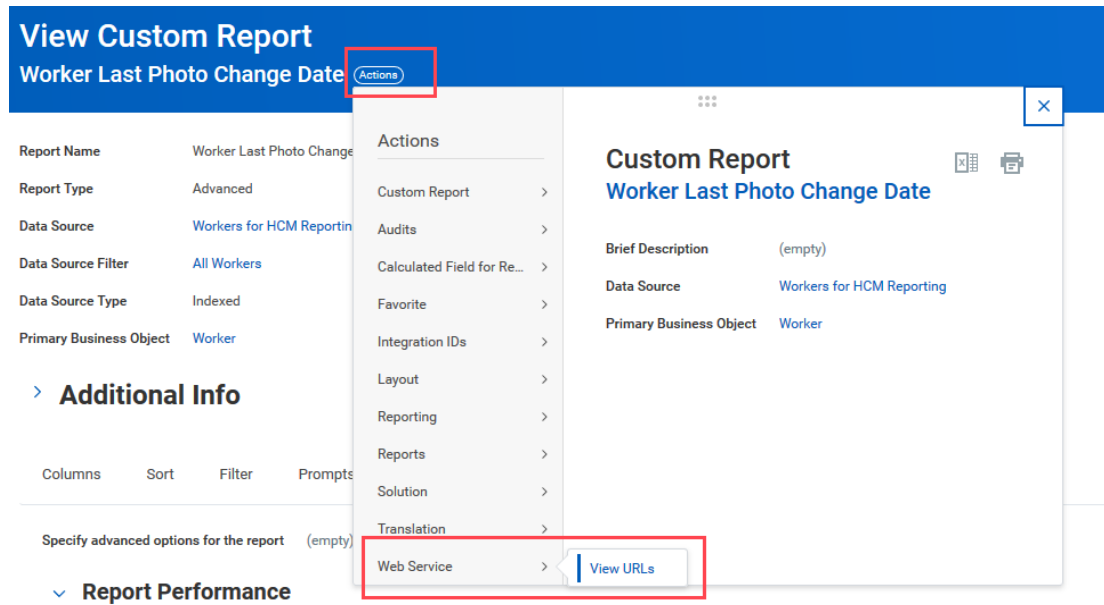 View Custom Report
Worker Last Photo Change Date Actions
Report Name Worker Last Photo Change
Report Type Advanced
Data Source Workers for HCM Reportin
Data Source Filter All Workers
Data Source Type Indexed
Primary Business Object Worker
Additional Info
Columns Sort Filter Prompts
Specify advanced options for the report (empty)
Report Performance
Actions
Custom Report
Audits
Calculated Field for Re...
Favorite
Integration IDs
Layout
Reporting
Reports
Solution
Translation
Web Service
View URLs
Custom Report
Worker Last Photo Change Date
Brief Description (empty)
Data Source Workers for HCM Reporting
Primary Business Object Worker